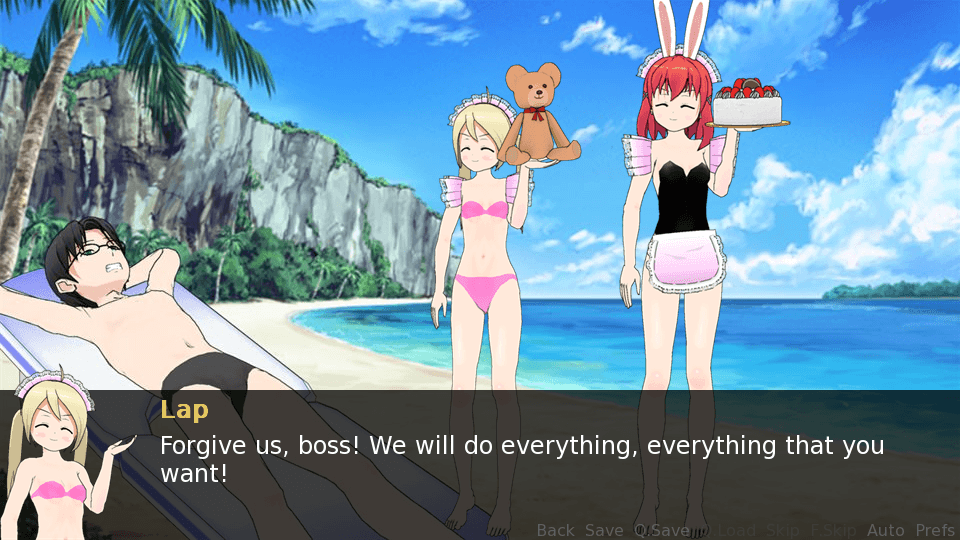 Lap
Forgive us, boss! We will do everything, everything that you
want!
Back Save Q.Save Load Skip F.Skip Auto Prefs